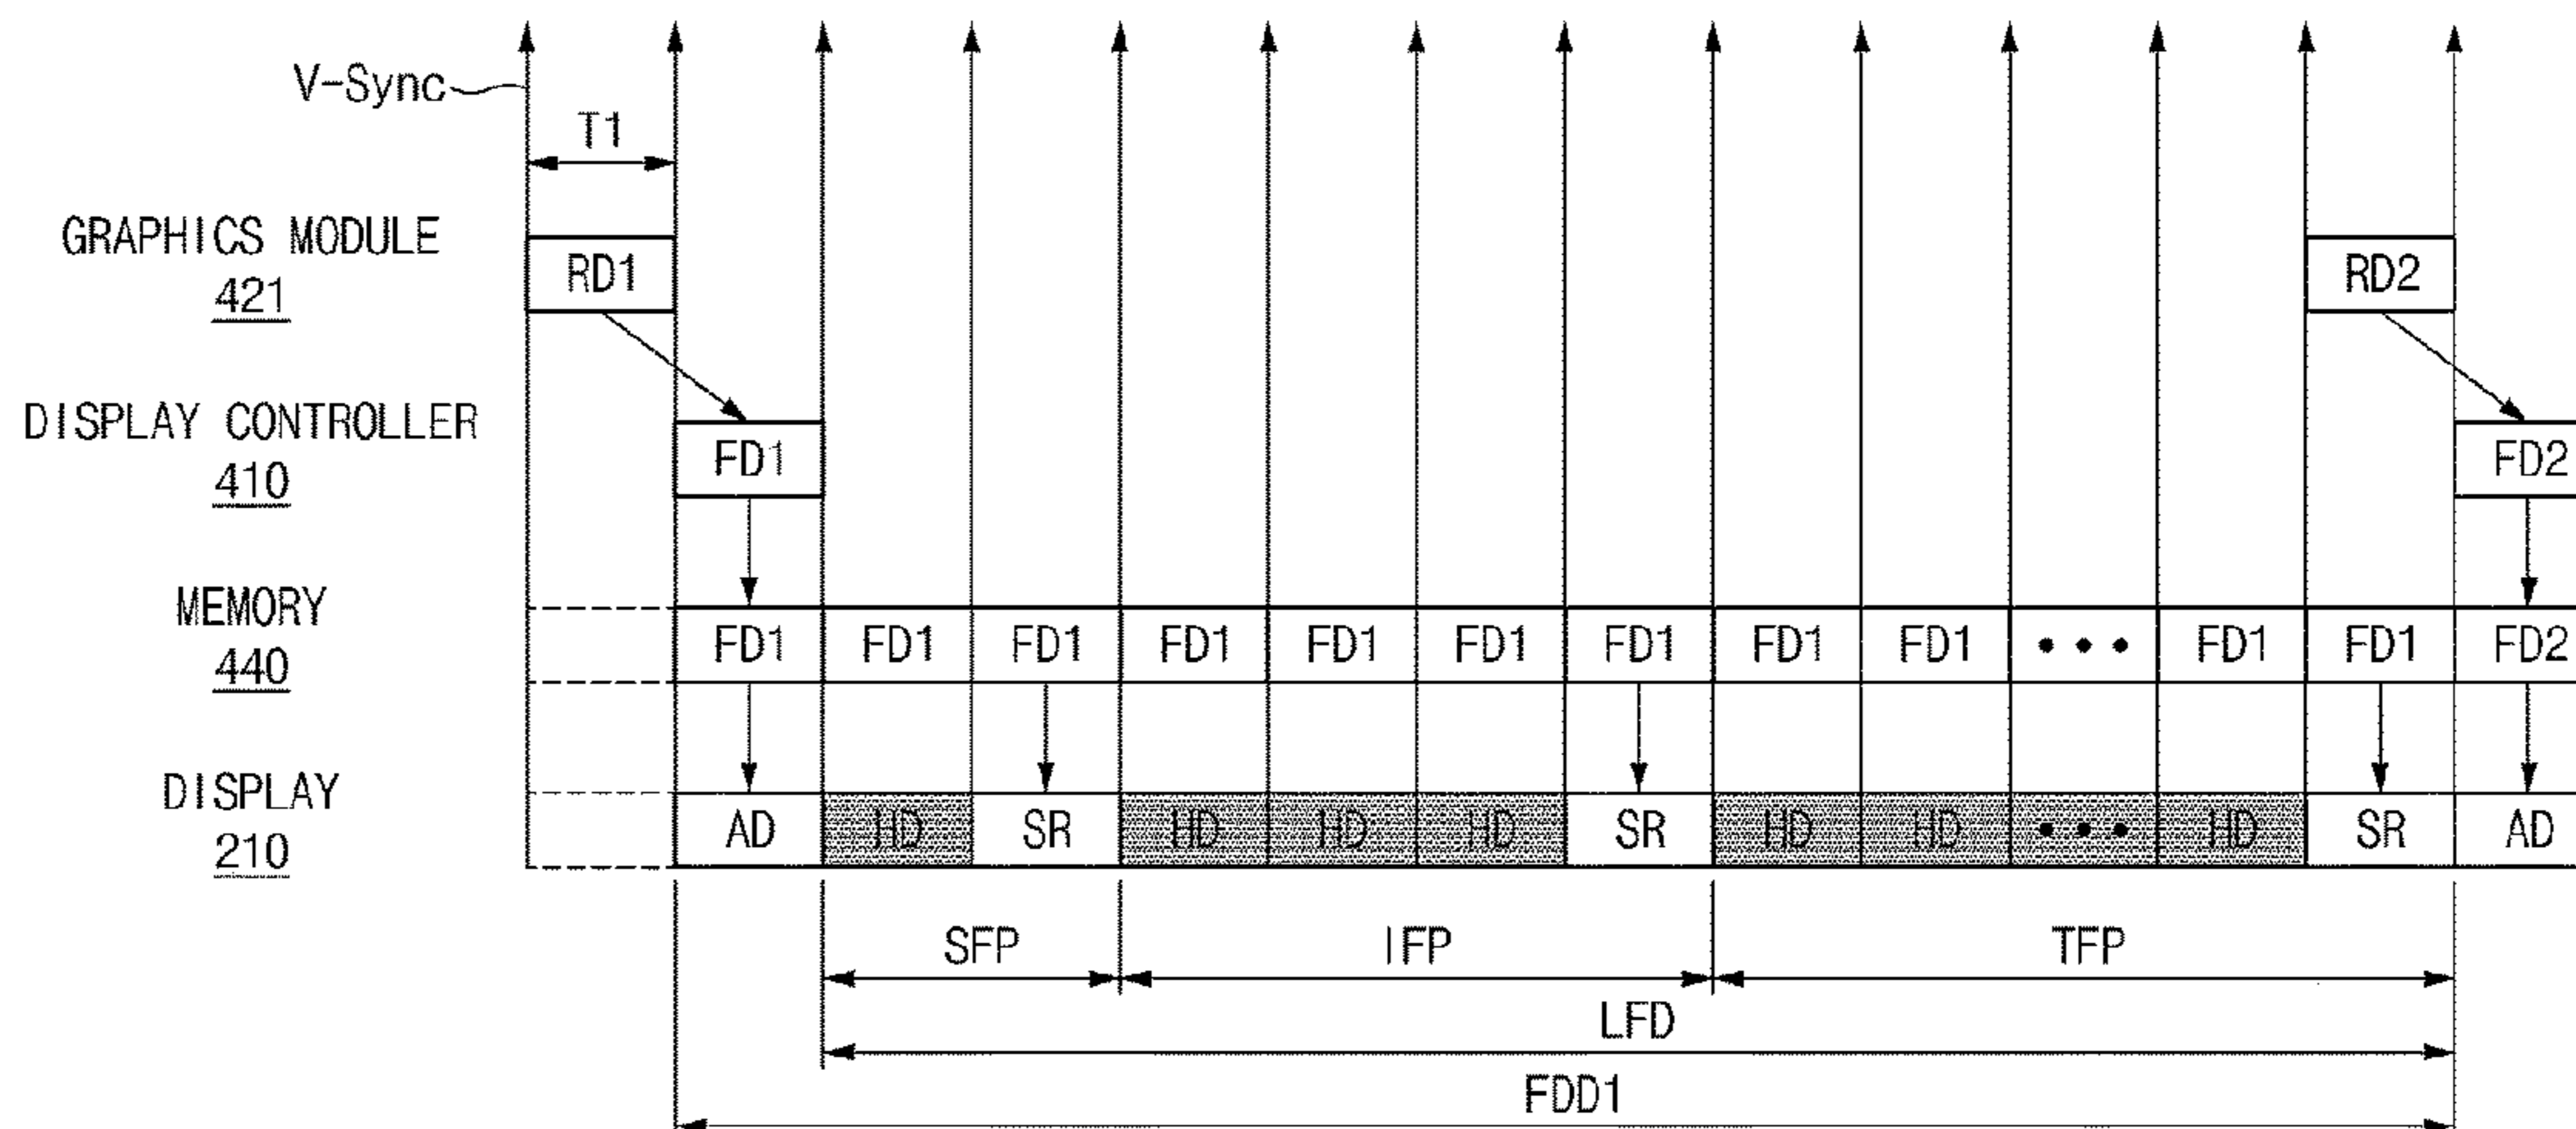 V-Sync
T1
GRAPHICS MODULE
421
RD1
RD2
DISPLAY CONTROLLER
410
FD1
FD2
MEMORY
440
FD1 FD1 FD1 FD1 FD1 FD1 FD1 FD1 FD1 ••• FD1 FD1 FD2
DISPLAY
210
AD HD SR HD HD HD SR HD HD ••• HD SR AD
SFP
IFP
TFP
LFD
FDD1